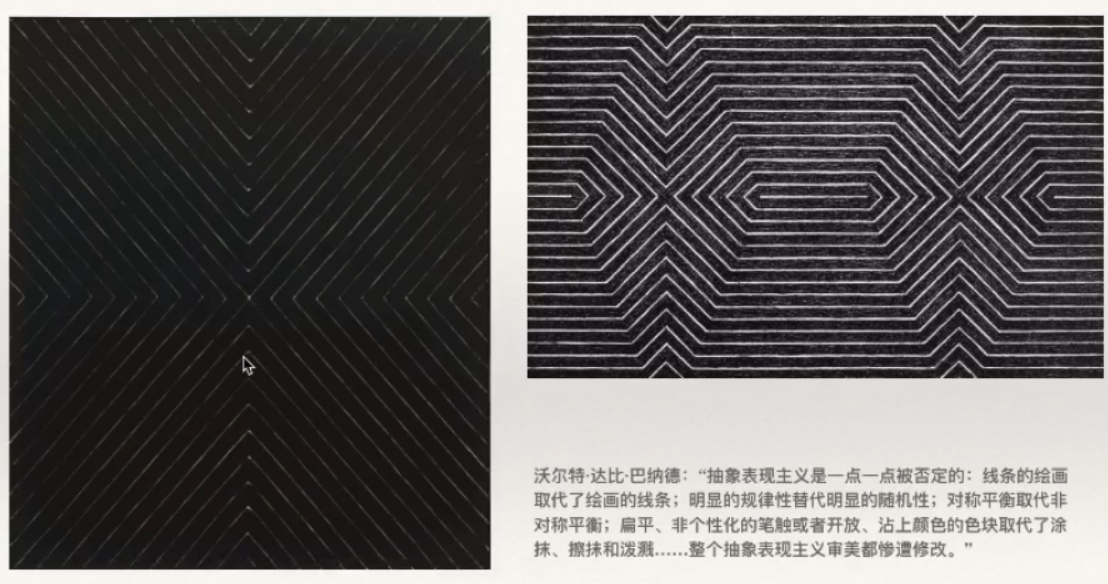 沃尔特·达比·巴纳德：“抽象表现主义是一点一点被否定的：线条的绘画
取代了绘画的线条；明显的规律性替代明显的随机性；对称平衡取代非
对称平衡；扁平、非个性化的笔触或者开放、沾上颜色的色块取代了涂
抹、擦抹和泼溅……整个抽象表现主义审美都惨遭修改。”